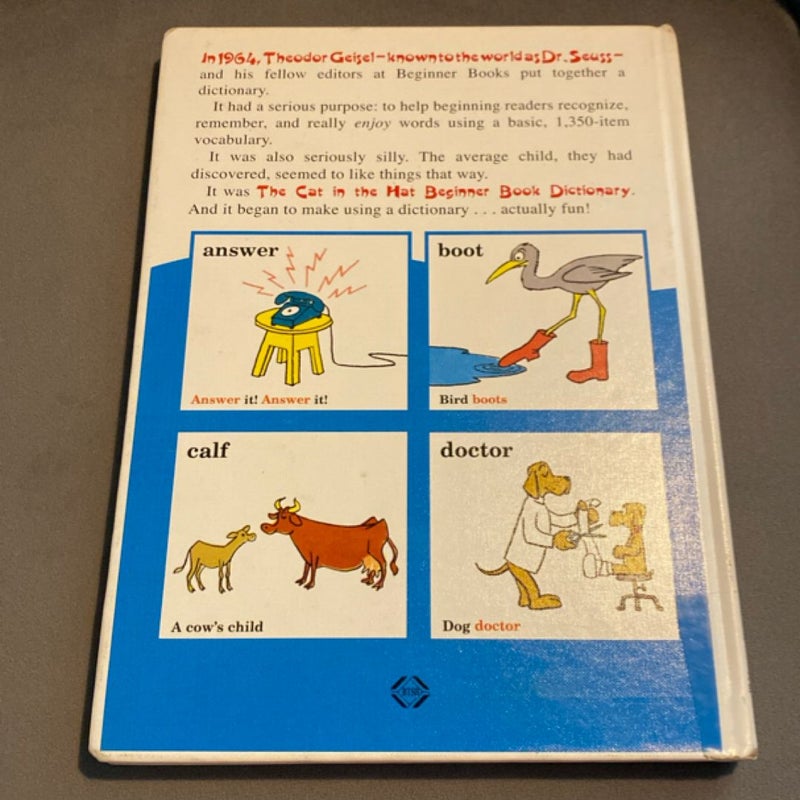 In 1964, Theodor Geisel—known to the world as Dr. Seuss—
and his fellow editors at Beginner Books put together a
dictionary.
It had a serious purpose: to help beginning readers recognize,
remember, and really enjoy words using a basic, 1,350-item
vocabulary.
It was also seriously silly. The average child, they had
discovered, seemed to like things that way.
It was The Cat in the Hat Beginner Book Dictionary.
And it began to make using a dictionary . . . actually fun!
answer
Answer it! Answer it!
boot
Bird boots
calf
A cow's child
doctor
Dog doctor